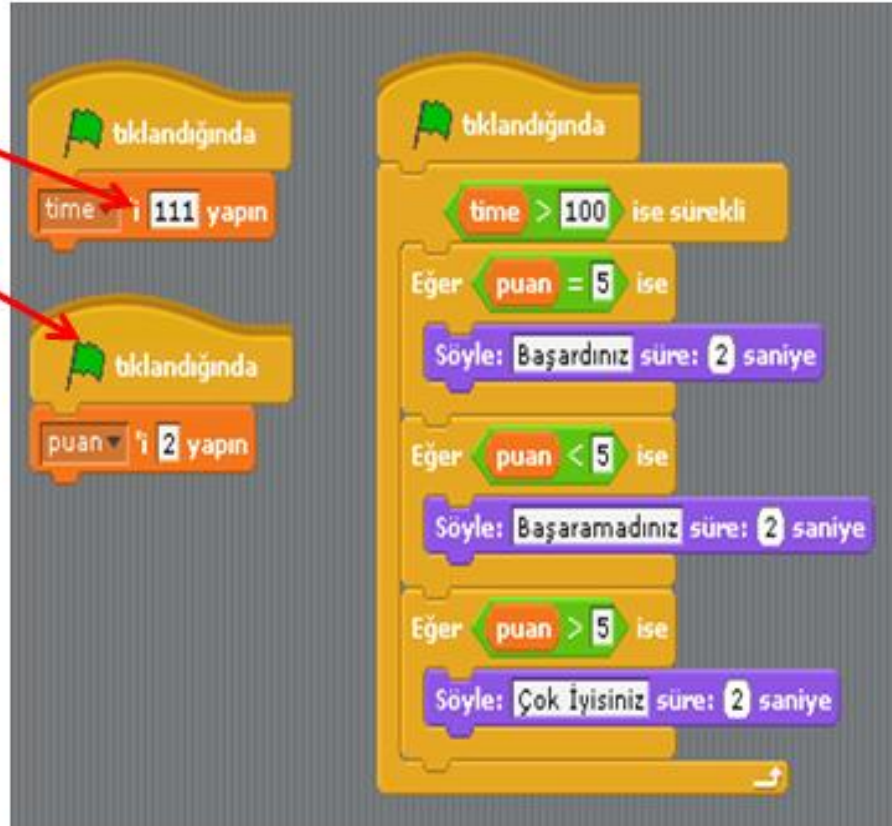 tıklandığında
time 'i 111 yapın
tıklandığında
puan 'i 2 yapın
tıklandığında
time > 100 ise sürekli
Eğer puan = 5 ise
Söyle: Başardınız süre: 2 saniye
Eğer puan < 5 ise
Söyle: Başaramadınız süre: 2 saniye
Eğer puan > 5 ise
Söyle: Çok İyisiniz süre: 2 saniye